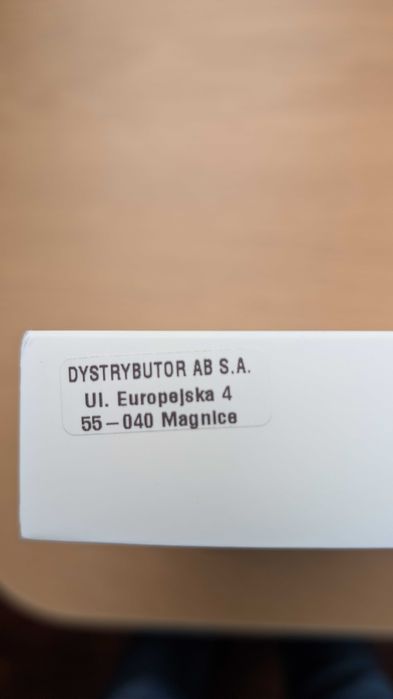 DYSTRYBUTOR AB S.A.
Ul. Europejska 4
55-040 Magnice